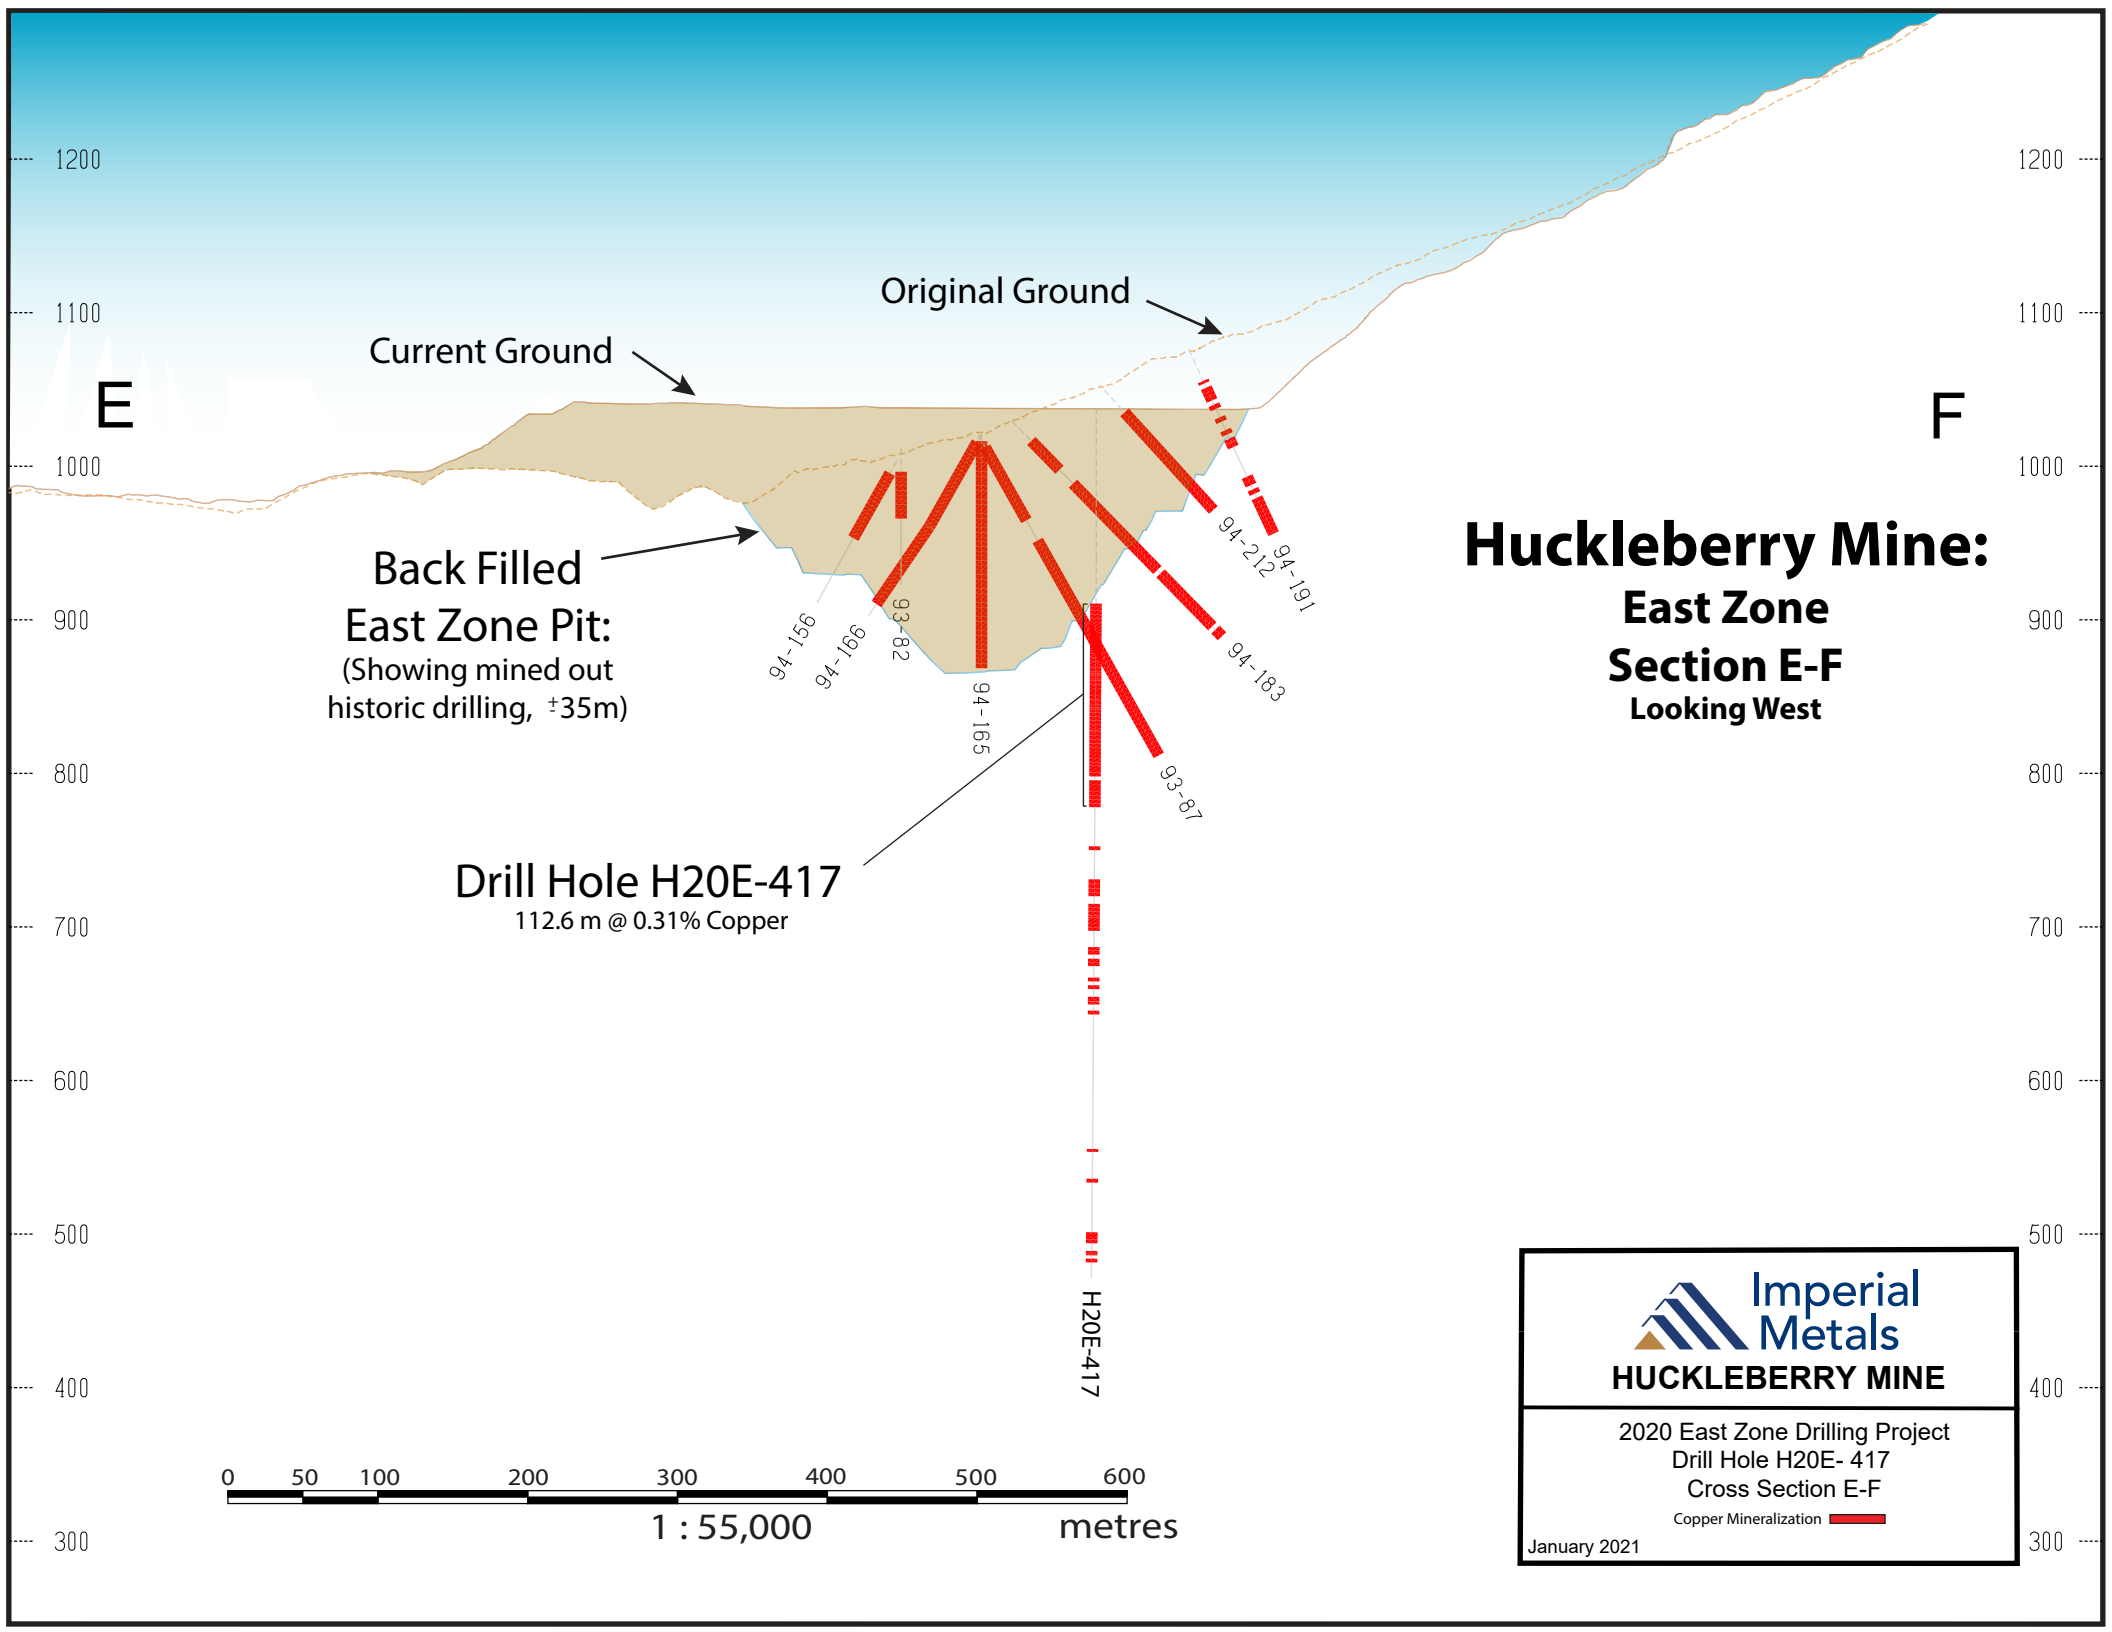 1200
1200
1100
1100
Original Ground
Current Ground
E
F
1000
1000
Huckleberry Mine:
East Zone
Section E-F
Looking West
Back Filled
East Zone Pit:
(Showing mined out
historic drilling, ±35m)
94-156
94-166
93-82
94-165
94-212
94-191
94-183
93-87
900
900
800
800
Drill Hole H20E-417
112.6 m @ 0.31% Copper
700
700
600
600
500
500
H20E-417
400
400
300
300
0 50 100 200 300 400 500 600
1 : 55,000
metres
Imperial
Metals
HUCKLEBERRY MINE
2020 East Zone Drilling Project
Drill Hole H20E- 417
Cross Section E-F
Copper Mineralization
January 2021